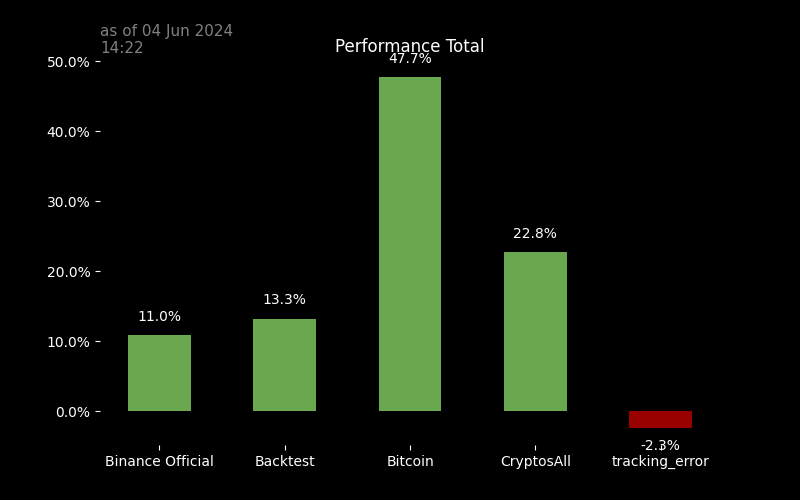 as of 04 Jun 2024
14:22
Performance Total
50.0%
40.0%
30.0%
20.0%
10.0%
0.0%
11.0%
13.3%
47.7%
22.8%
-2.3%
Binance Official
Backtest
Bitcoin
CryptosAll
tracking_error